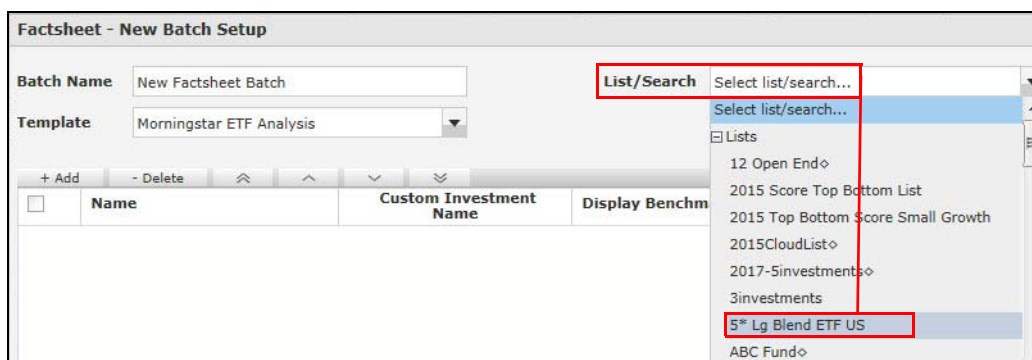 Factsheet - New Batch Setup
Batch Name New Factsheet Batch List/Search Select list/search...
Template Morningstar ETF Analysis
Select list/search...
Lists
12 Open End◇
2015 Score Top Bottom List
2015 Top Bottom Score Small Growth
2015CloudList◇
2017-5investments◇
3investments
5* Lg Blend ETF US
ABC Fund◇
+ Add - Delete
Name Custom Investment Name Display Benchm